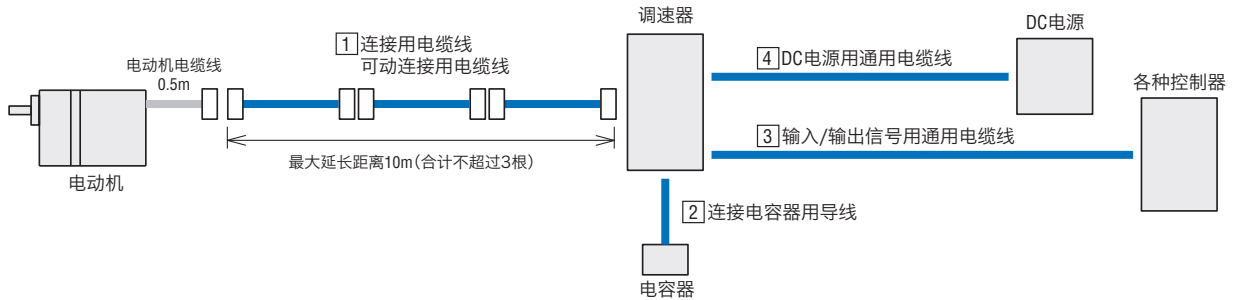 调速器
DC电源
1 连接用电缆线
可动连接用电缆线
4 DC电源用通用电缆线
电动机电缆线
0.5m
各种控制器
3 输入/输出信号用通用电缆线
最大延长距离10m(合计不超过3根)
电动机
2 连接电容器用导线
电容器